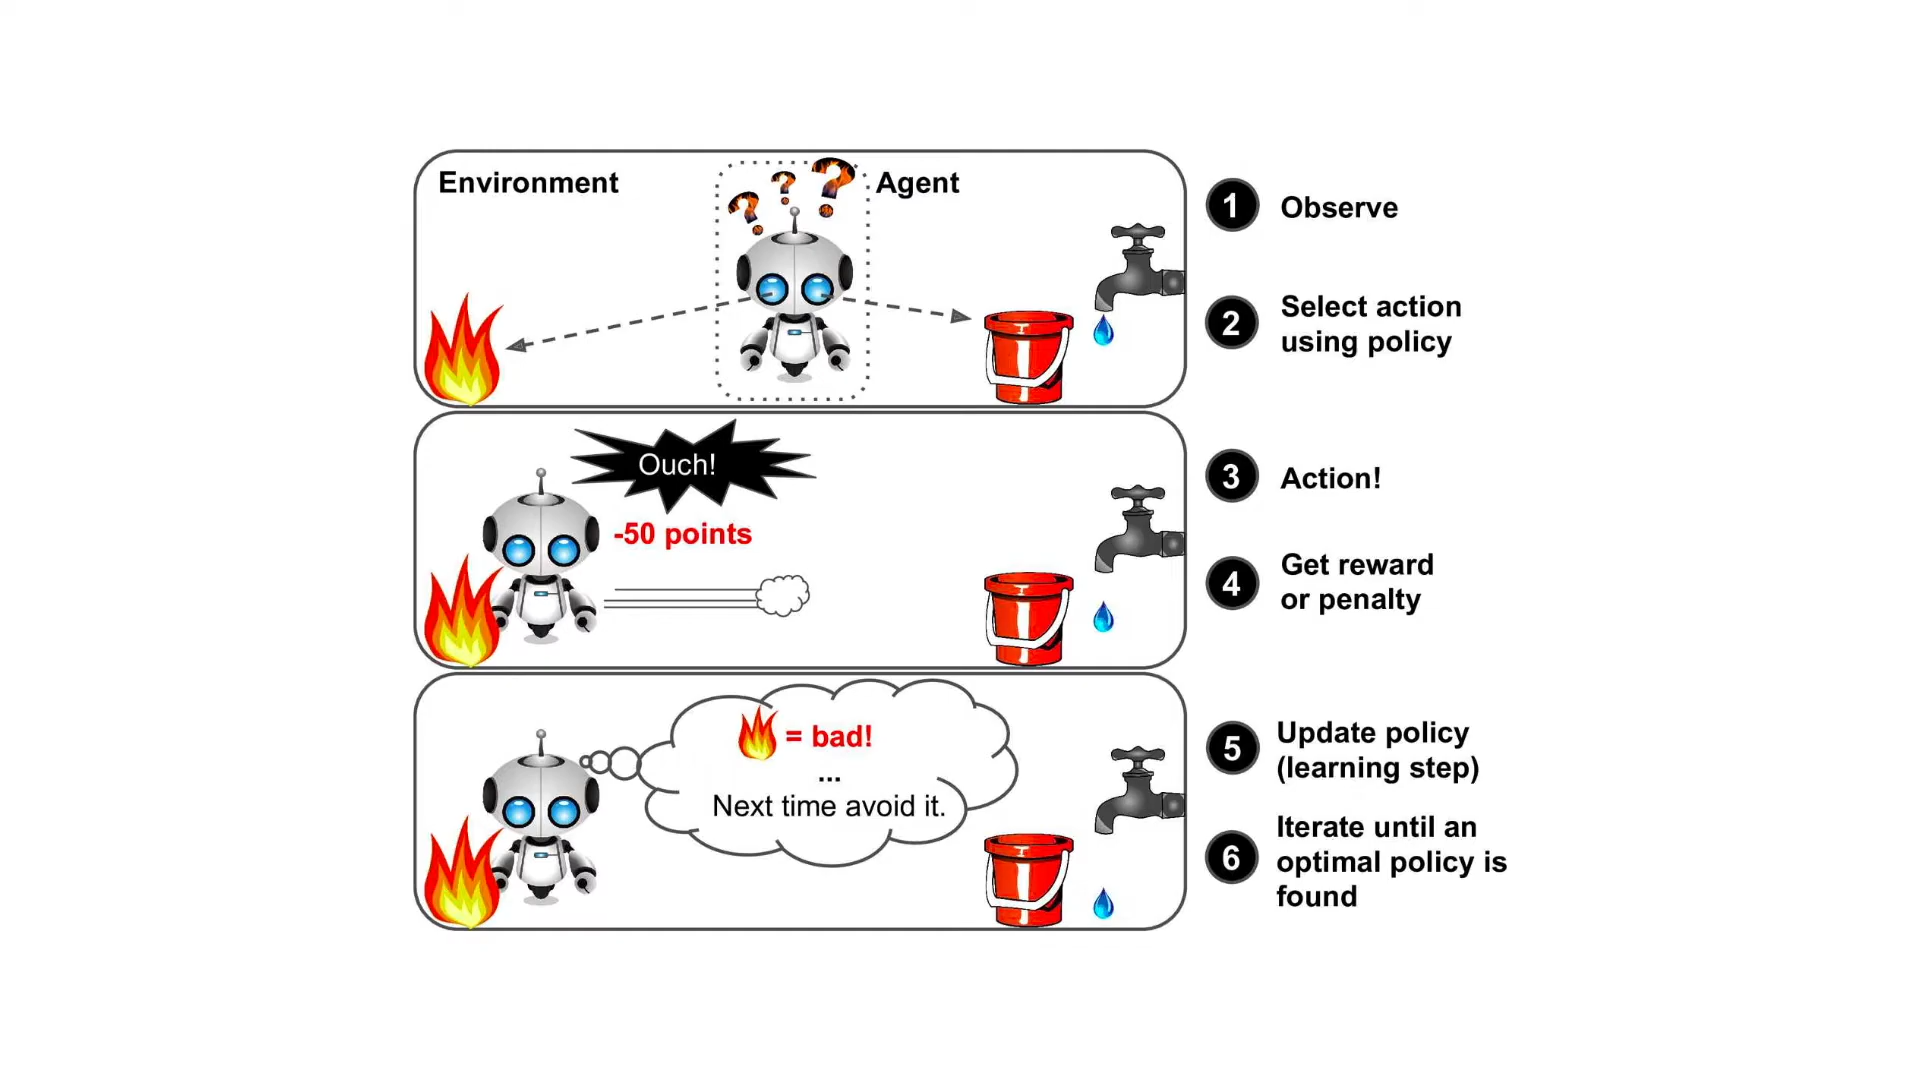 Environment
Agent
1 Observe
2 Select action
using policy
Ouch!
-50 points
3 Action!
4 Get reward
or penalty
= bad!
...
Next time avoid it.
5 Update policy
(learning step)
6 Iterate until an
optimal policy is
found